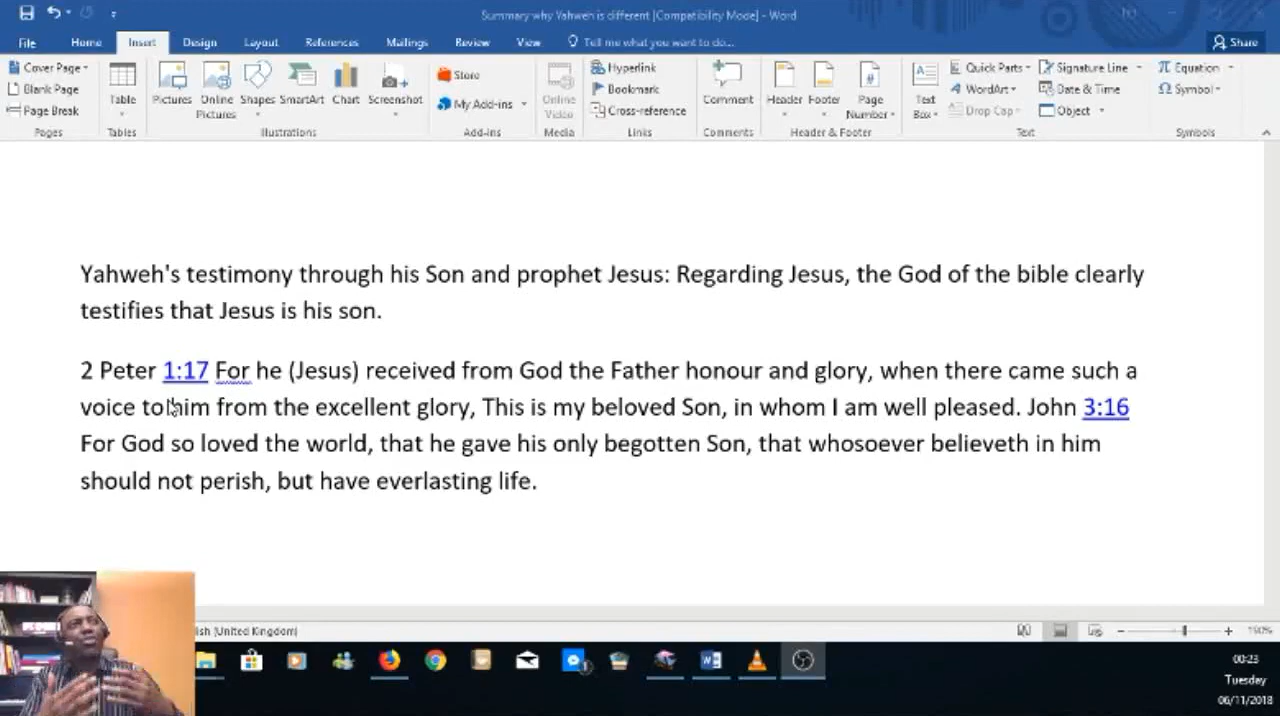 Summary why Yahweh is different [Compatibility Mode] - Word
File Home Insert Design Layout References Mailings Review View Tell me what you want to do... Share
Cover Page
Blank Page
Page Break
Table
Pictures
Online Pictures
Shapes
SmartArt
Chart
Screenshot
Store
My Add-ins
Online Video
Hyperlink
Bookmark
Cross-reference
Comment
Header
Footer
Page Number
Text Box
Quick Parts
WordArt
Drop Cap
Signature Line
Date & Time
Object
Equation
Symbol
Pages Tables Illustrations Add-ins Media Links Comments Header & Footer Text Symbols
Yahweh's testimony through his Son and prophet Jesus: Regarding Jesus, the God of the bible clearly
testifies that Jesus is his son.
2 Peter 1:17 For he (Jesus) received from God the Father honour and glory, when there came such a
voice to him from the excellent glory, This is my beloved Son, in whom I am well pleased. John 3:16
For God so loved the world, that he gave his only begotten Son, that whosoever believeth in him
should not perish, but have everlasting life.
ish (United Kingdom)
190%
00:23
Tuesday
06/11/2018